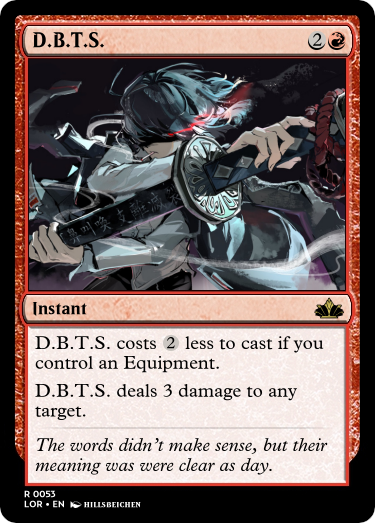 D.B.T.S.
2
D.B.T.S.
Instant
D.B.T.S. costs 2 less to cast if you
control an Equipment.
D.B.T.S. deals 3 damage to any
target.
The words didn't make sense, but their
meaning was were clear as day.
R 0053
LOR • EN HILLSBEICHEN